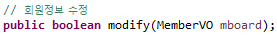 // 회원정보 수정
public boolean modify(MemberVO mboard);